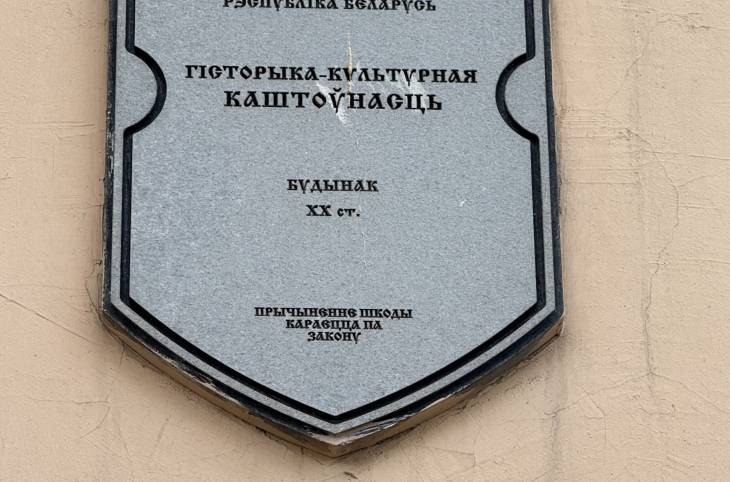 РЭСПУБЛІКА БЕЛАРУСЬ
ГІСТОРЫКА-КУЛЬТУРНАЯ
КАШТОЎНАСЦЬ
БУДЫНАК
XX ст.
ПРЫЧЫНЕННЕ ШКОДЫ
КАРАЕЦЦА ПА
ЗАКОНУ